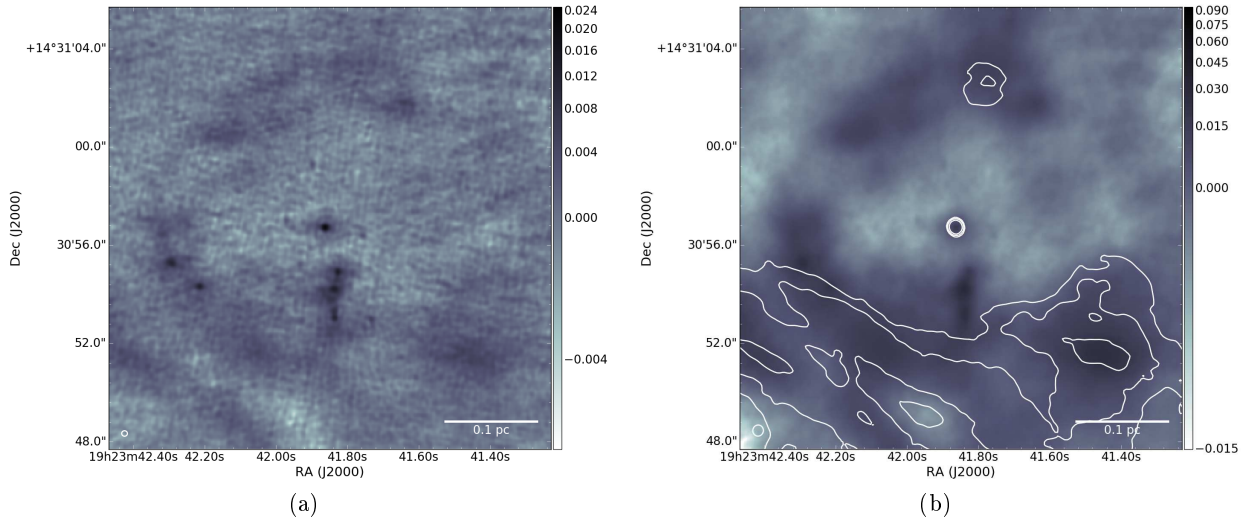 0.024
0.020
+14°31'04.0"
0.016
0.012
0.008
00.0"
0.004
0.000
30'56.0"
52.0"
−0.004
0.1 pc
48.0"
19h23m42.40s 42.20s 42.00s 41.80s 41.60s 41.40s
RA (J2000)
Dec (J2000)
(a)
0.090
0.075
+14°31'04.0"
0.060
0.045
0.030
0.015
00.0"
0.000
30'56.0"
52.0"
0.1 pc
48.0"
−0.015
19h23m42.40s 42.20s 42.00s 41.80s 41.60s 41.40s
RA (J2000)
Dec (J2000)
(b)